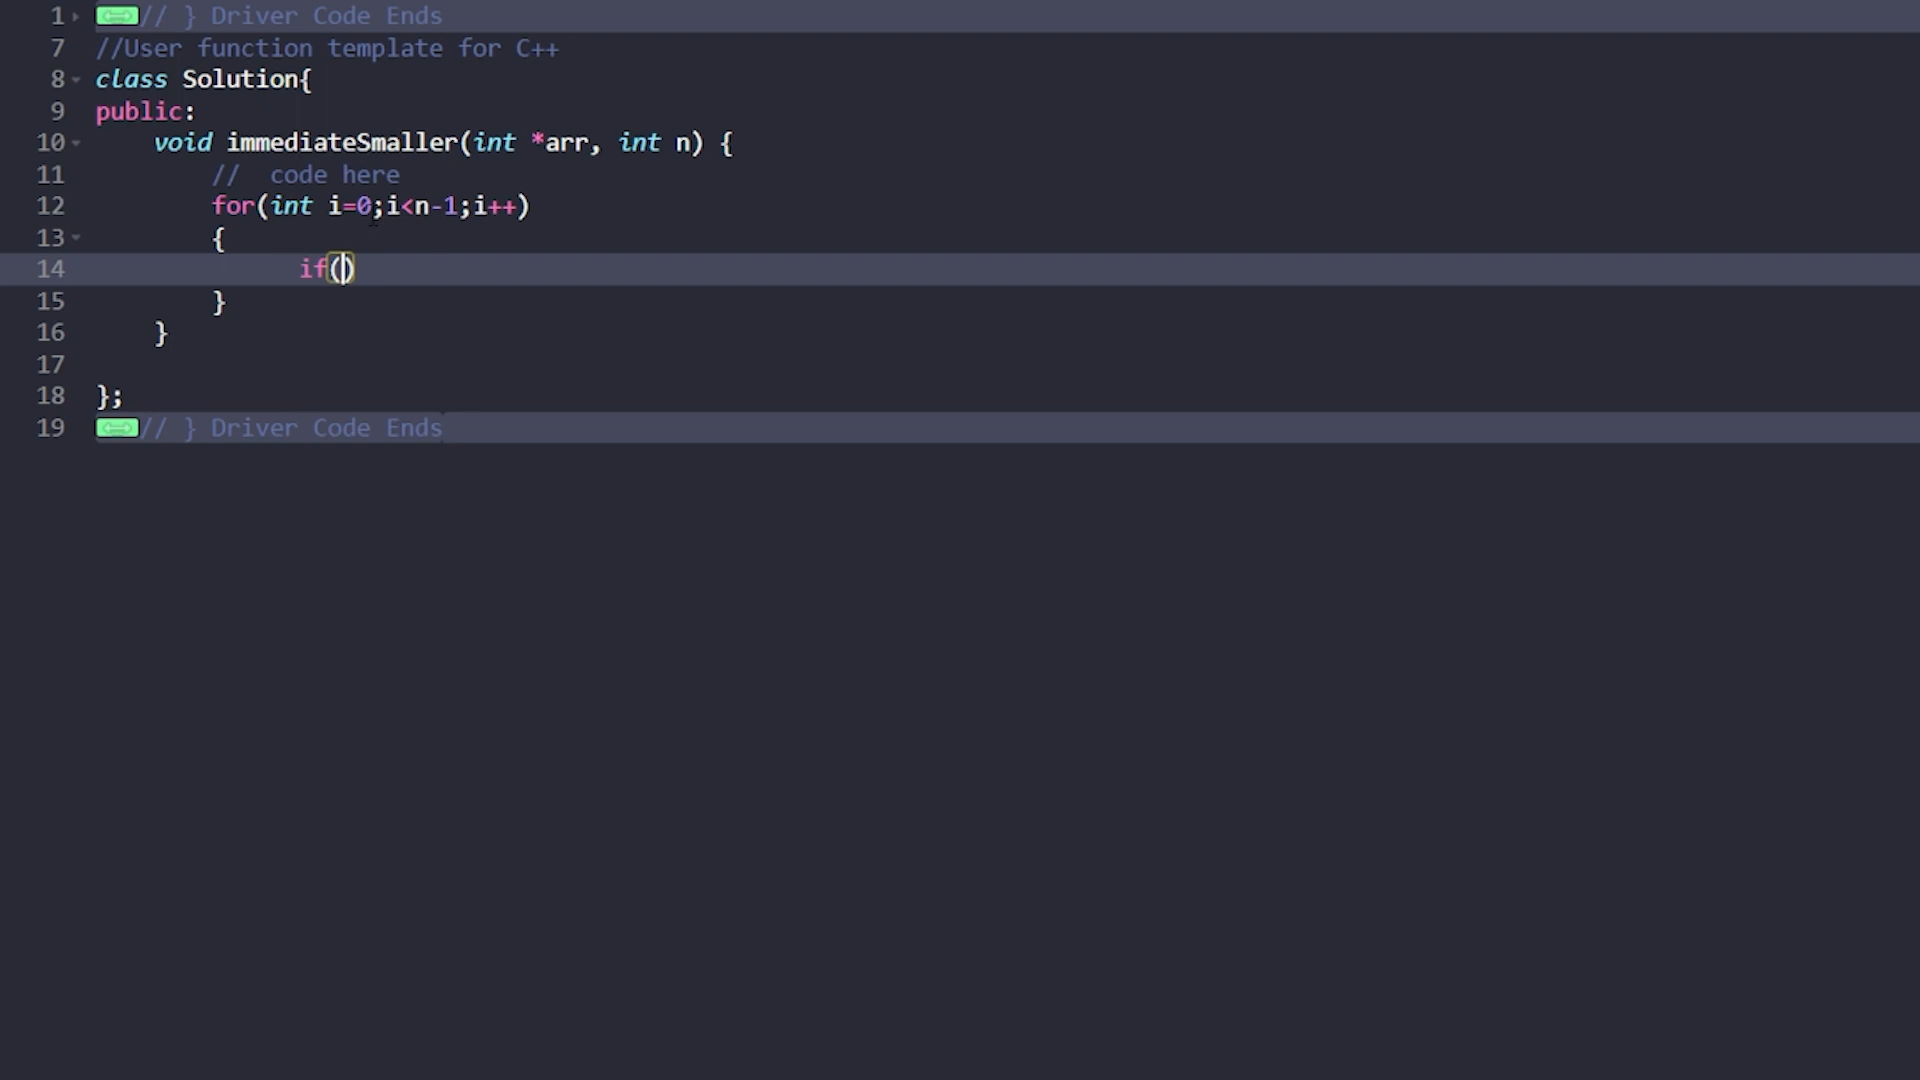 1 // } Driver Code Ends
7 //User function template for C++
8 class Solution{
9 public:
10     void immediateSmaller(int *arr, int n) {
11         //  code here
12         for(int i=0;i<n-1;i++)
13         {
14               if()
15         }
16     }
17
18 };
19 // } Driver Code Ends